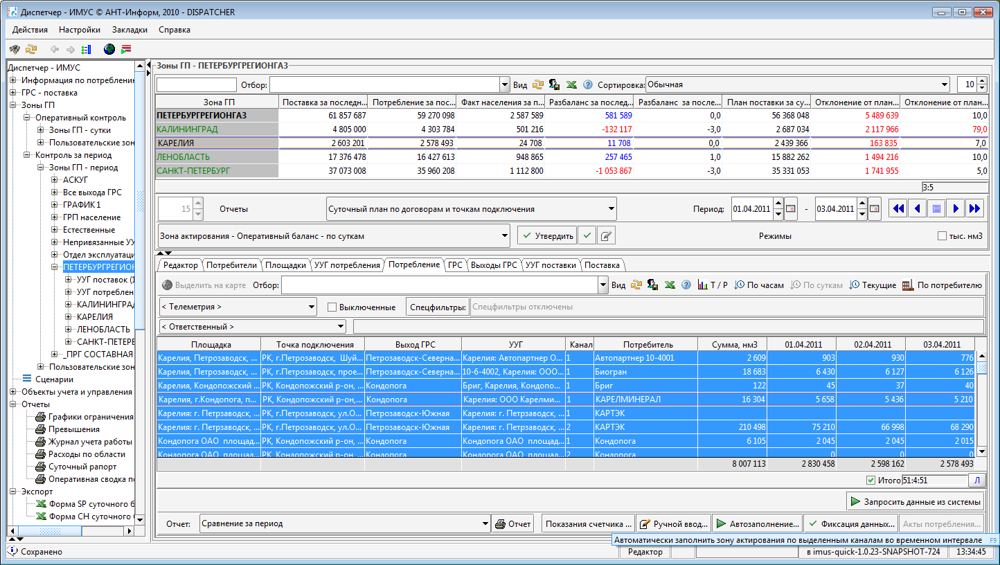 Диспетчер - ИМУС © АНТ-Информ, 2010 - DISPATCHER
Действия Настройки Закладки Справка
Диспетчер - ИМУС
Информация по потреблени
ГРС - поставка
Зоны ГП
Оперативный контроль
Зоны ГП - сутки
Пользовательские зон
Контроль за период
Зоны ГП - период
АСКУГ
Все выхода ГРС
ГРАФИК 1
ГРП население
Естественные
Непривязанные УУ
Отдел эксплуатаци
ПЕТЕРБУРГРЕГИОН
УУГ поставок (
УУГ потреблен
КАЛИНИНГРАД
КАРЕЛИЯ
ЛЕНОБЛАСТЬ
САНКТ-ПЕТЕРБ
_ПРГ СОСТАВНАЯ
Пользовательские зон
Сценарии
Объекты учета и управления
Отчеты
Графики ограничения
Превышения
Журнал учета работы
Расходы по области
Суточный рапорт
Оперативная сводка п
Экспорт
Форма SP суточного б
Форма CH суточного
Зоны ГП - ПЕТЕРБУРГРЕГИОНГАЗ
Отбор: Вид Сортировка: Обычная 10
Зона ГП Поставка за последн... Потребление за пос... Факт населения за п... Разбаланс за послед... Разбаланс за после... План поставки за су... Отклонение от план... Отклонение от план...
ПЕТЕРБУРГРЕГИОНГАЗ 61 857 687 59 270 098 2 587 589 581 589 56 368 048 5 489 639 10,0
КАЛИНИНГРАД 4 805 000 4 303 784 501 216 -132 117 -3,0 2 687 034 2 117 966 79,0
КАРЕЛИЯ 2 603 201 2 578 493 24 708 11 708 0,0 2 439 366 163 835 7,0
ЛЕНОБЛАСТЬ 17 376 478 16 427 613 948 865 257 465 1,0 15 882 262 1 494 216 10,0
САНКТ-ПЕТЕРБУРГ 37 073 008 35 960 208 1 112 800 -1 053 867 -3,0 35 331 053 1 741 955 5,0
3:5
15 Отчеты Суточный план по договорам и точкам подключения Период: 01.04.2011 - 03.04.2011
Зона актирования - Оперативный баланс - по суткам Утвердить Режимы тыс. нм3
Редактор Потребители Площадки УУГ потребления Потребление ГРС Выходы ГРС УУГ поставки Поставка
Выделить на карте Отбор: Вид T / P По часам По суткам Текущие По потребителю
< Телеметрия > Выключенные Спецфильтры: Спецфильтры отключены
< Ответственный >
Площадка Точка подключения Выход ГРС УУГ Канал Потребитель Сумма, нм3 01.04.2011 02.04.2011 03.04.2011
Карелия, Петрозаводск, ... РК, г.Петрозаводск, Шуй... Петрозаводск-Северна... Карелия: Автопартнер О... 1 Автопартнер 10-4001 2 609 903 930 776
Карелия, Петрозаводск, ... РК, г.Петрозаводск, прое... Петрозаводск-Северна... 10-6-4002, Карелия: ООО... 1 Биогран 18 683 6 430 6 127 6 126
Карелия, Кондопожский ... РК, Кондопожский р-он, ... Кондопога Бриг, Карелия, Кондопо... 1 Бриг 122 45 37 40
Карелия, г.Кондопога, п... РК, Кондопожский р-он,... Кондопога Карелия: ООО Карелми... 1 КАРЕЛМИНЕРАЛ 16 304 5 658 5 436 5 210
Карелия: г. Петрзаводск, ... РК, г.Петрозаводск, ул.О... Петрозаводск-Южная Карелия: г. Петрзаводск, ... 1 КАРТЭК
Карелия: г. Петрзаводск, ... РК, г.Петрозаводск, ул.О... Петрозаводск-Южная Карелия: г. Петрзаводск, ... 2 КАРТЭК 210 498 75 210 66 998 68 290
Кондопога ОАО площад... РК, Кондопожский р-он, ... Кондопога Кондопога ОАО площад... 1 Кондопога 6 105 2 045 2 045 2 015
Кондопога ОАО площад... РК, Кондопожский р-он, ... Кондопога Кондопога ОАО площад... 2 Кондопога 0 0 0 0
8 007 113 2 830 458 2 598 162 2 578 493
Итого 51:4:51 Л
Запросить данные из системы
Отчет: Сравнение за период Отчет Показания счетчика ... Ручной ввод... Автозаполнение... Фиксация данных... Акты потребления...
Автоматически заполнить зону актирования по выделенным каналам во временном интервале F9
Сохранено Редактор в imus-quick-1.0.23-SNAPSHOT-724 13:34:45